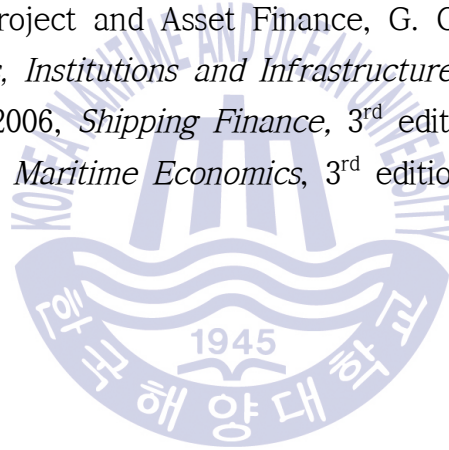 roject and Asset Finance, G. C
, Institutions and Infrastructure
2006, Shipping Finance, 3rd edit
Maritime Economics, 3rd editio
KOREA MARITIME AND OCEAN UNIVERSITY
1945
한국해양대학교